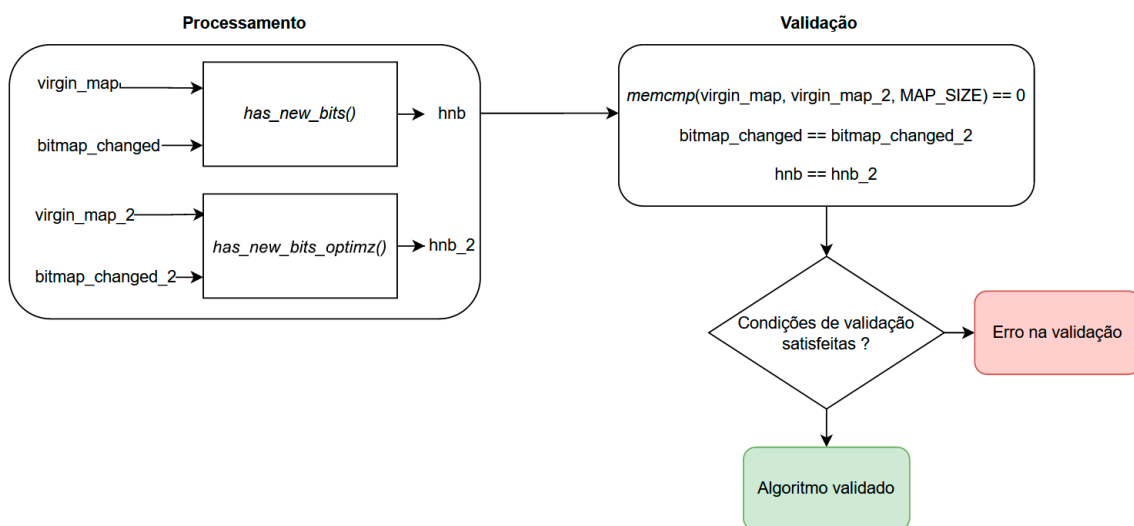 Processamento
virgin_map
has_new_bits()
hnb
bitmap_changed
virgin_map_2
has_new_bits_optimz()
hnb_2
bitmap_changed_2
Validação
memcmp(virgin_map, virgin_map_2, MAP_SIZE) == 0
bitmap_changed == bitmap_changed_2
hnb == hnb_2
Condições de validação
satisfeitas ?
Erro na validação
Algoritmo validado